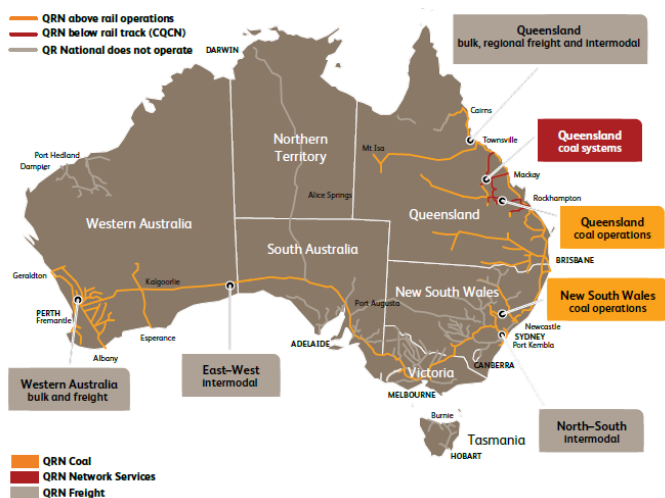 QRN above rail operations
QRN below rail track (CQCN)
QR National does not operate
DARWIN
Queensland
bulk, regional freight and intermodal
Cairns
Northern
Territory
Mt Isa
Townsville
Queensland
coal systems
Port Hedland
Dampier
Mackay
Alice Springs
Rockhampton
Western Australia
Queensland
Queensland
coal operations
South Australia
BRISBANE
Geraldton
Kalgoorlie
New South Wales
Port Augusta
New South Wales
coal operations
PERTH
Fremantle
Esperance
Newcastle
SYDNEY
Port Kembla
ADELAIDE
Albany
CANBERRA
Western Australia
bulk and freight
East–West
intermodal
Victoria
MELBOURNE
North–South
intermodal
Burnie
Tasmania
HOBART
QRN Coal
QRN Network Services
QRN Freight